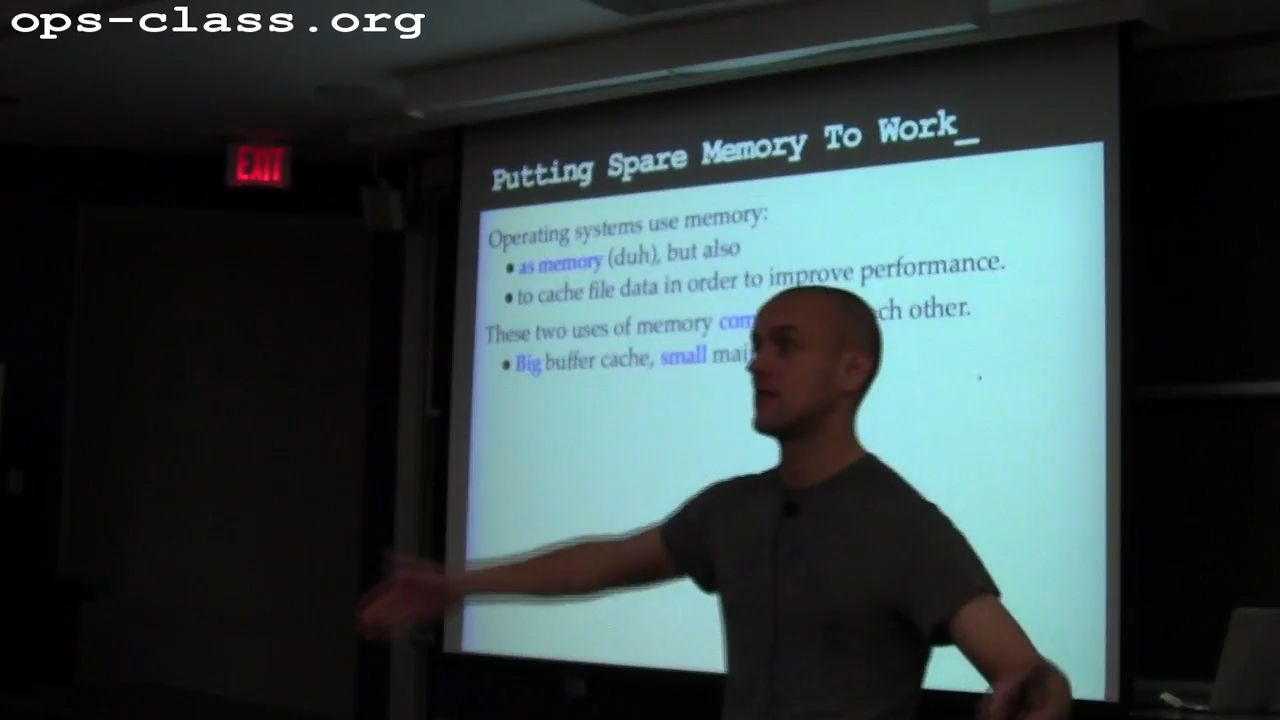 ops-class.org
EXIT
Putting Spare Memory To Work_
Operating systems use memory:
• as memory (duh), but also
• to cache file data in order to improve performance.
These two uses of memory other.
• Big buffer cache, small